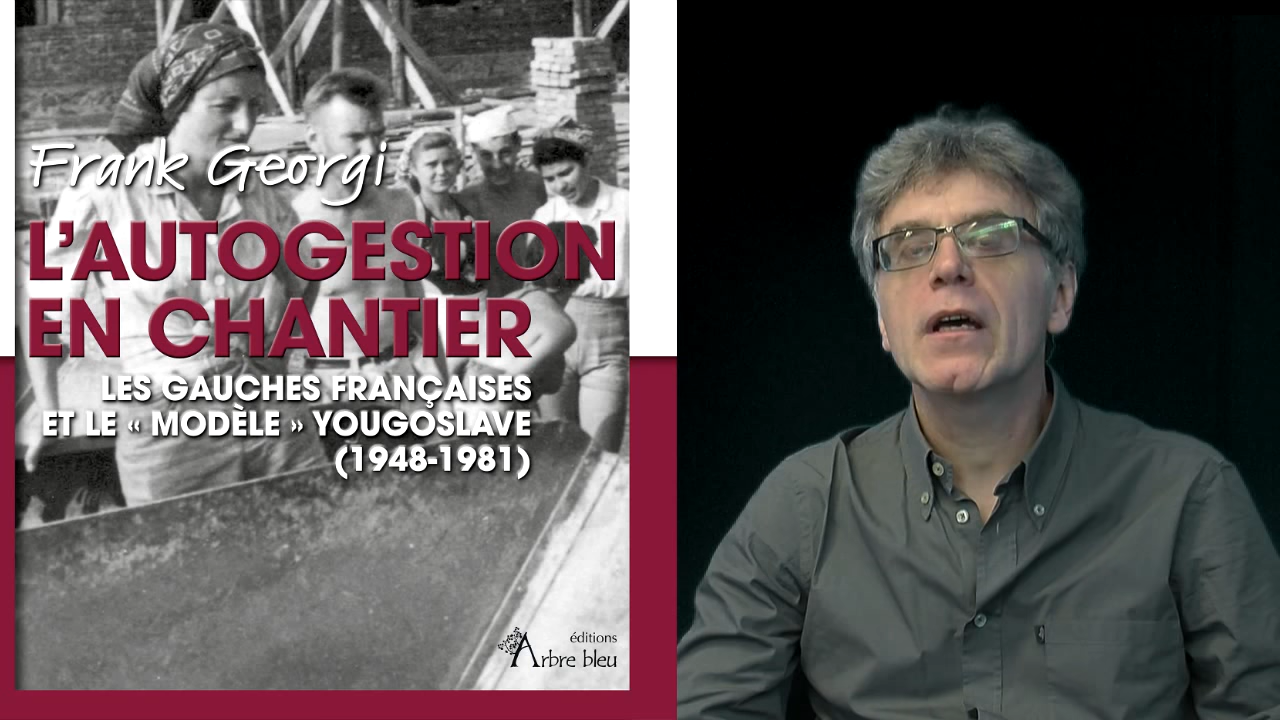 Frank Georgi
L'AUTOGESTION
EN CHANTIER
LES GAUCHES FRANÇAISES
ET LE « MODÈLE » YOUGOSLAVE
(1948-1981)
éditions
Arbre bleu